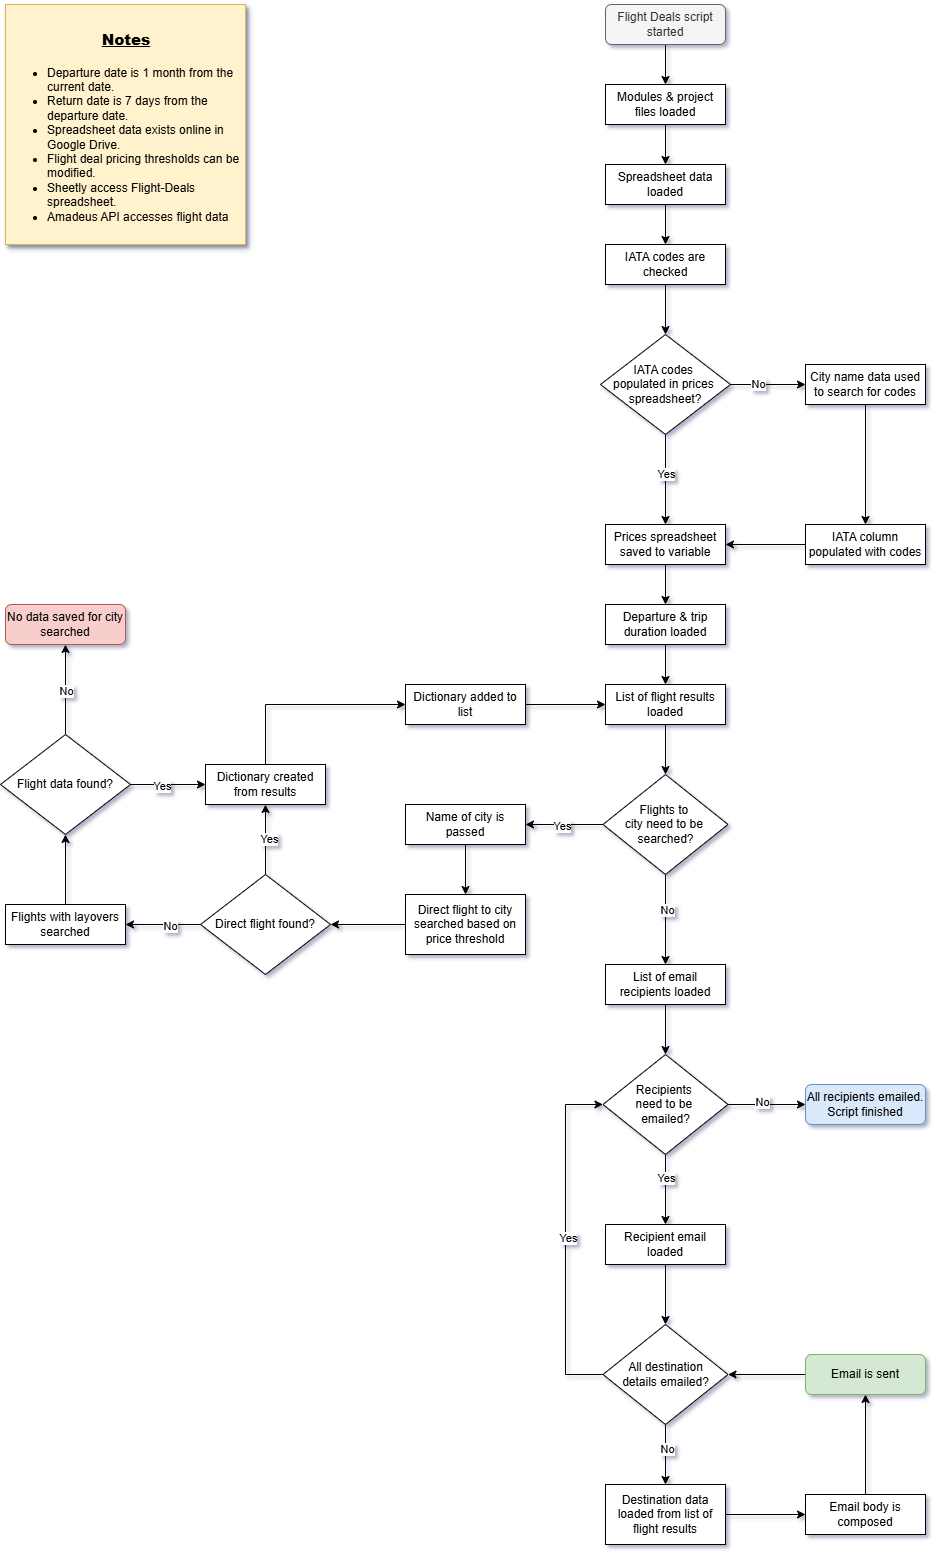 Notes
Departure date is 1 month from the
current date.
Return date is 7 days from the
departure date.
Spreadsheet data exists online in
Google Drive.
Flight deal pricing thresholds can be
modified.
Sheetly access Flight-Deals
spreadsheet.
Amadeus API accesses flight data
Flight Deals script
started
Modules & project
files loaded
Spreadsheet data
loaded
IATA codes are
checked
IATA codes
populated in prices
spreadsheet?
No
City name data used
to search for codes
Yes
Prices spreadsheet
saved to variable
IATA column
populated with codes
Departure & trip
duration loaded
No data saved for city
searched
No
Dictionary added to
list
List of flight results
loaded
Flight data found?
Yes
Dictionary created
from results
Name of city is
passed
Yes
Flights to
city need to be
searched?
Yes
Flights with layovers
searched
No
Direct flight found?
Direct flight to city
searched based on
price threshold
No
List of email
recipients loaded
Recipients
need to be
emailed?
No
All recipients emailed.
Script finished
Yes
Yes
Recipient email
loaded
All destination
details emailed?
Email is sent
No
Destination data
loaded from list of
flight results
Email body is
composed